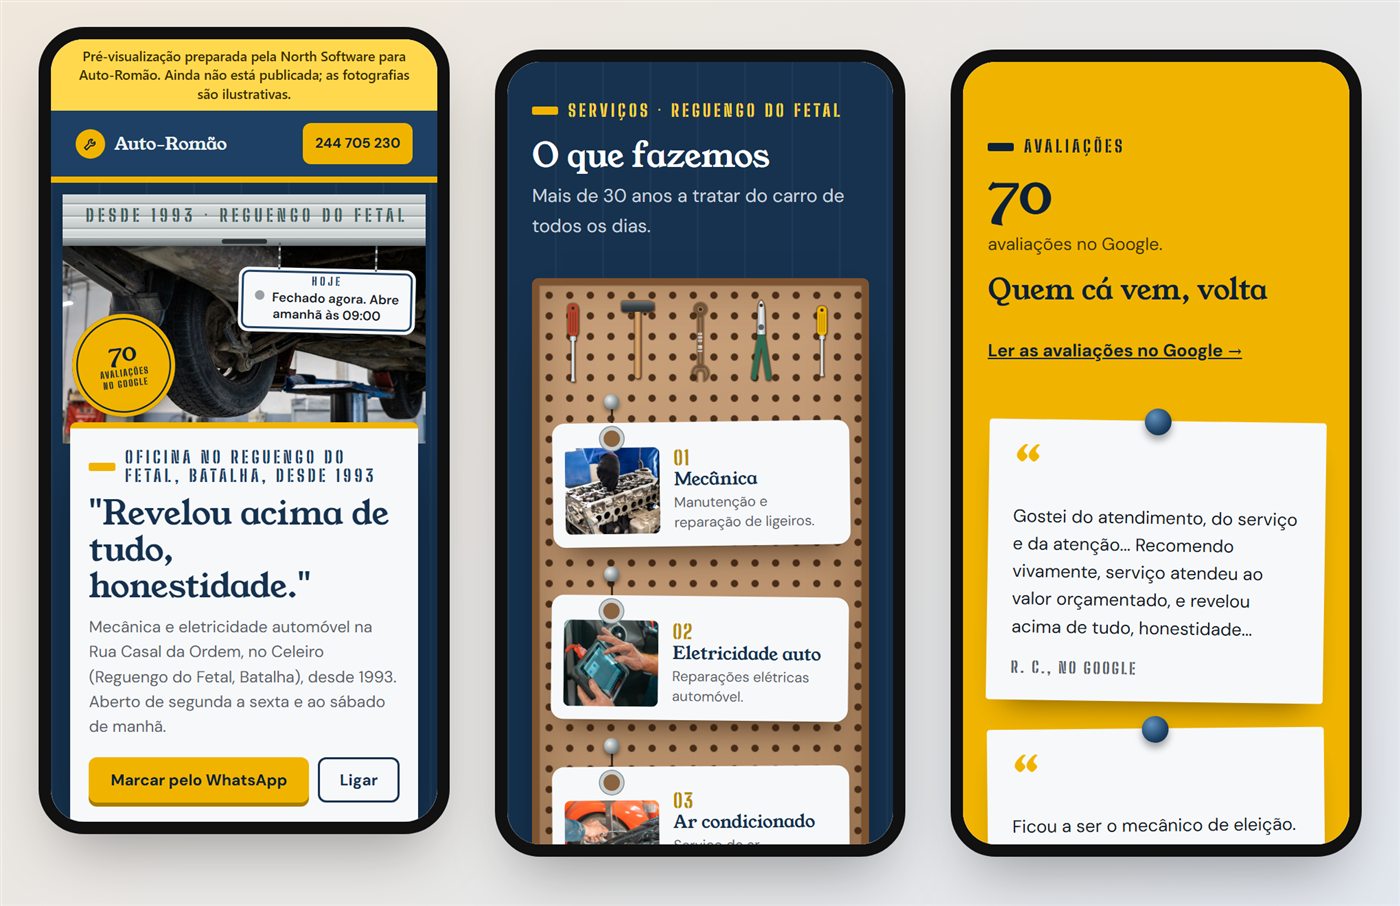 Pré-visualização preparada pela North Software para
Auto-Romão. Ainda não está publicada; as fotografias
são ilustrativas.
Auto-Romão
244 705 230
DESDE 1993 · REGUENGO DO FETAL
HOJE
Fechado agora. Abre
amanhã às 09:00
70
AVALIAÇÕES
NO GOOGLE
OFICINA NO REGUENGO DO
FETAL, BATALHA, DESDE 1993
"Revelou acima de
tudo,
honestidade."
Mecânica e eletricidade automóvel na
Rua Casal da Ordem, no Celeiro
(Reguengo do Fetal, Batalha), desde 1993.
Aberto de segunda a sexta e ao sábado
de manhã.
Marcar pelo WhatsApp
Ligar
SERVIÇOS · REGUENGO DO FETAL
O que fazemos
Mais de 30 anos a tratar do carro de
todos os dias.
01
Mecânica
Manutenção e
reparação de ligeiros.
02
Eletricidade auto
Reparações elétricas
automóvel.
03
Ar condicionado
AVALIAÇÕES
70
avaliações no Google.
Quem cá vem, volta
Ler as avaliações no Google →
“
Gostei do atendimento, do serviço
e da atenção... Recomendo
vivamente, serviço atendeu ao
valor orçamentado, e revelou
acima de tudo, honestidade...
R. C., NO GOOGLE
“
Ficou a ser o mecânico de eleição.